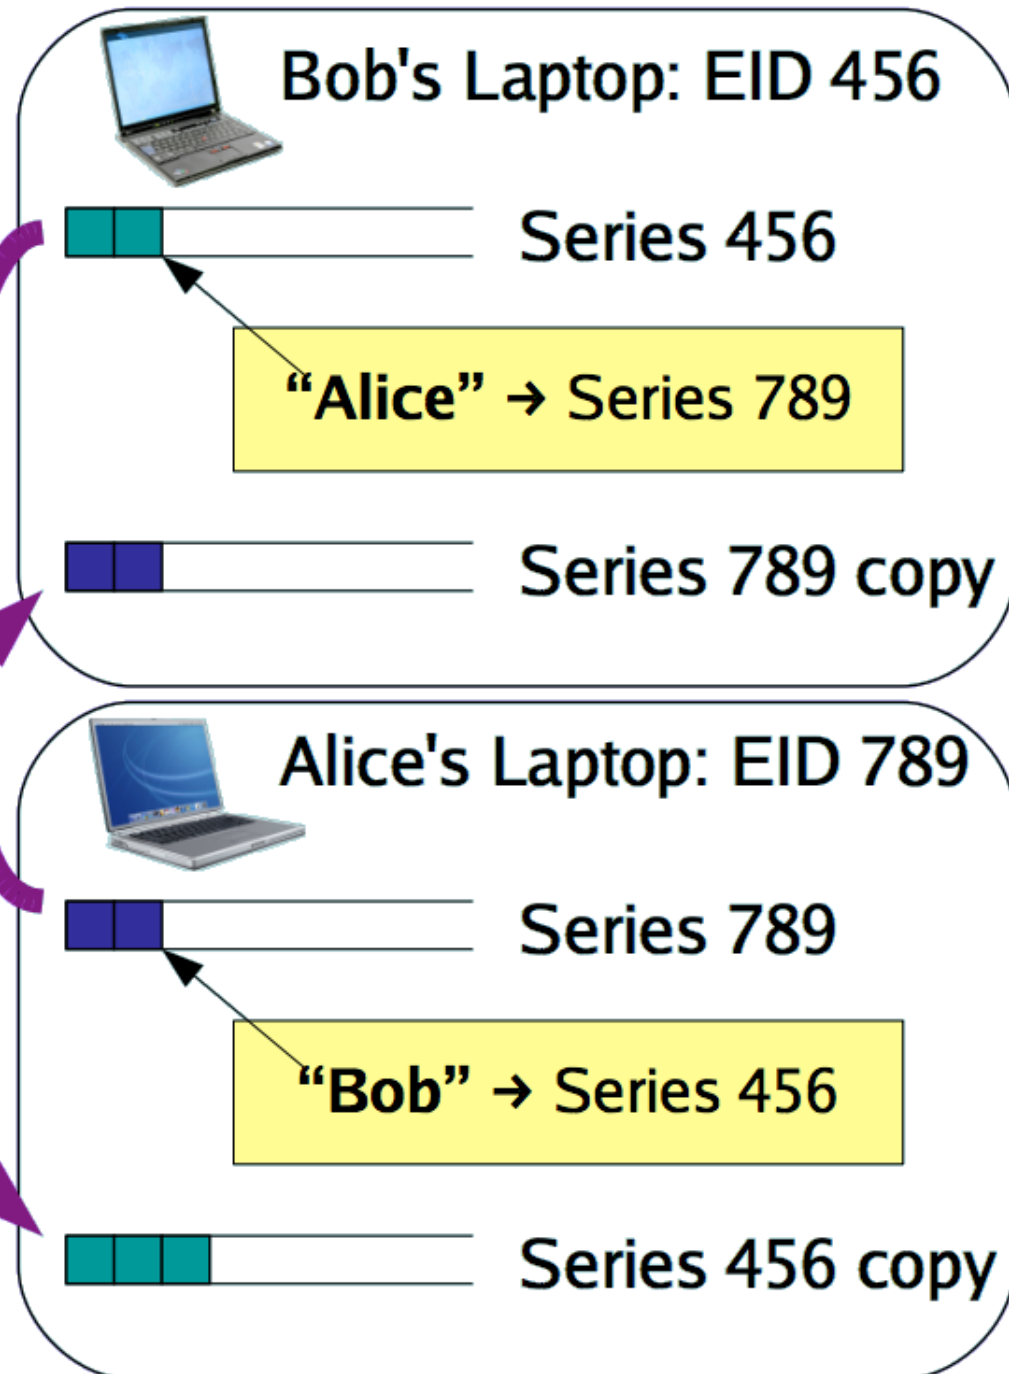 Bob's Laptop: EID 456
Series 456
“Alice” → Series 789
Series 789 copy
Alice's Laptop: EID 789
Series 789
“Bob” → Series 456
Series 456 copy